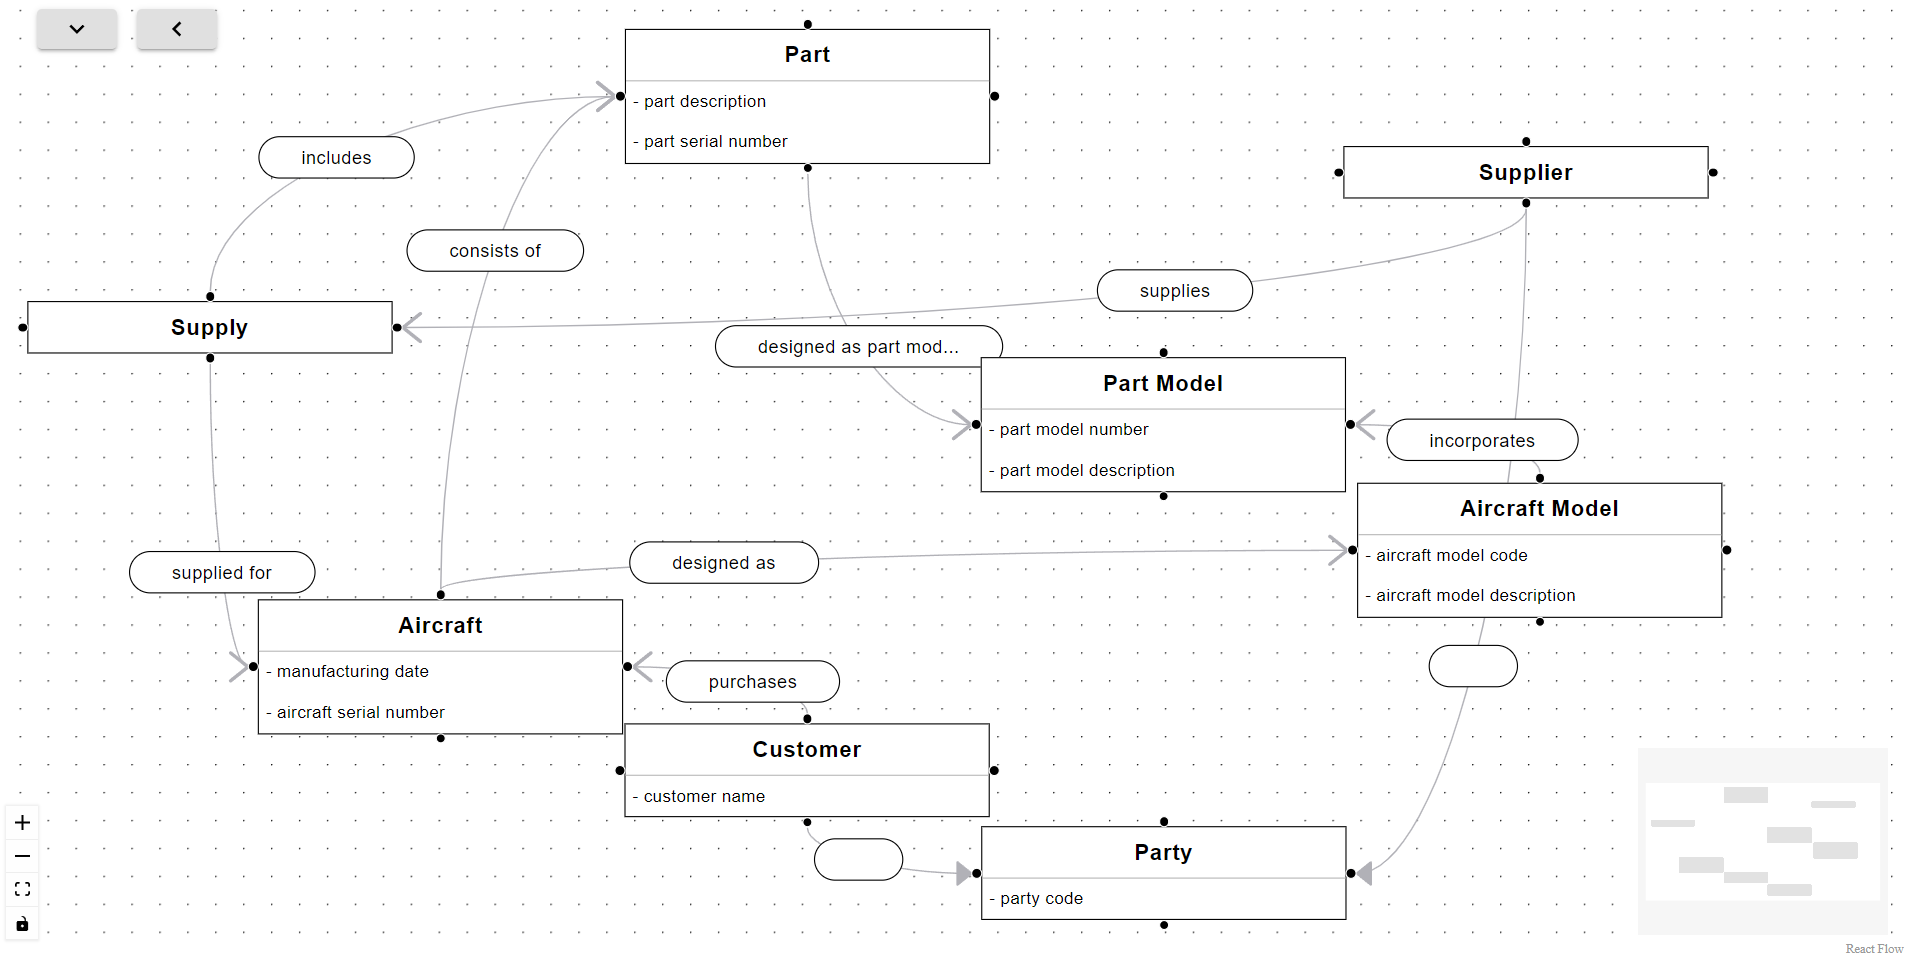 Part
- part description
- part serial number
includes
Supplier
consists of
supplies
Supply
designed as part mod...
Part Model
- part model number
- part model description
incorporates
Aircraft Model
- aircraft model code
- aircraft model description
designed as
supplied for
Aircraft
- manufacturing date
- aircraft serial number
purchases
Customer
- customer name
Party
- party code
React Flow